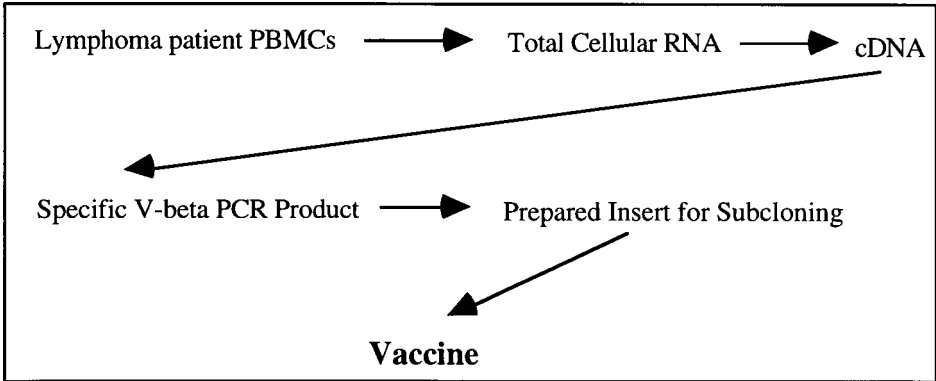 Lymphoma patient PBMCs Total Cellular RNA cDNA
Specific V-beta PCR Product Prepared Insert for Subcloning
Vaccine